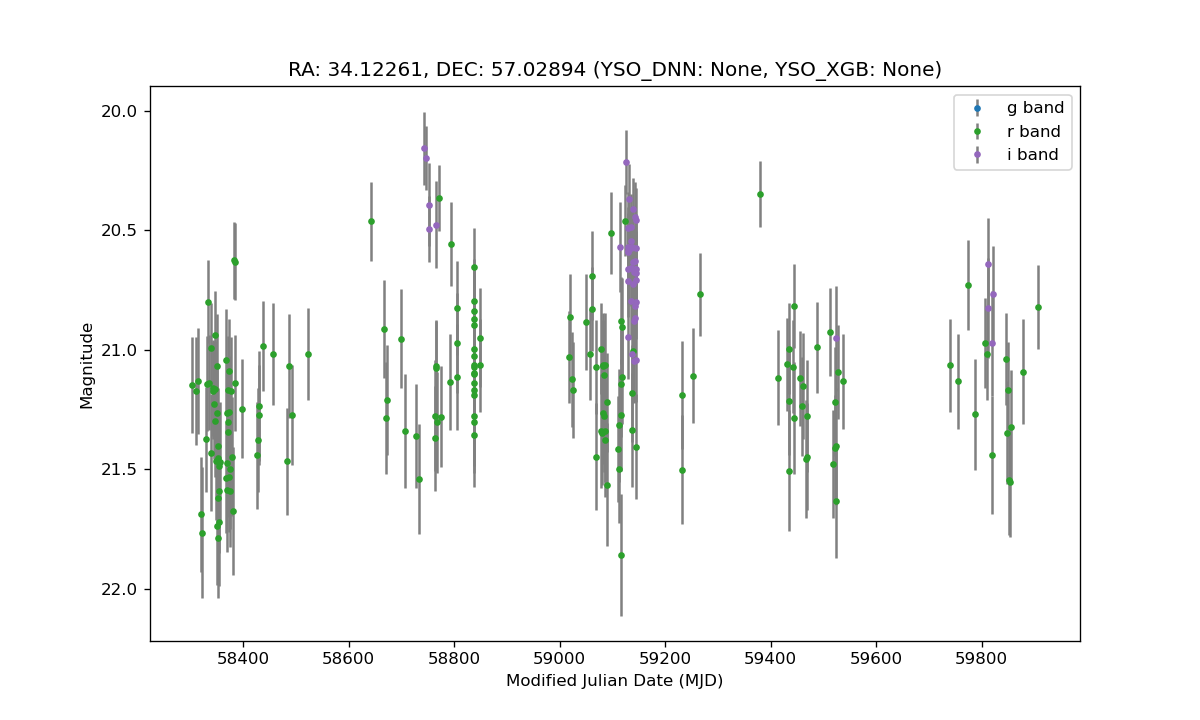 RA: 34.12261, DEC: 57.02894 (YSO_DNN: None, YSO_XGB: None)
g band
r band
i band
20.0
20.5
21.0
21.5
22.0
Magnitude
58400 58600 58800 59000 59200 59400 59600 59800
Modified Julian Date (MJD)